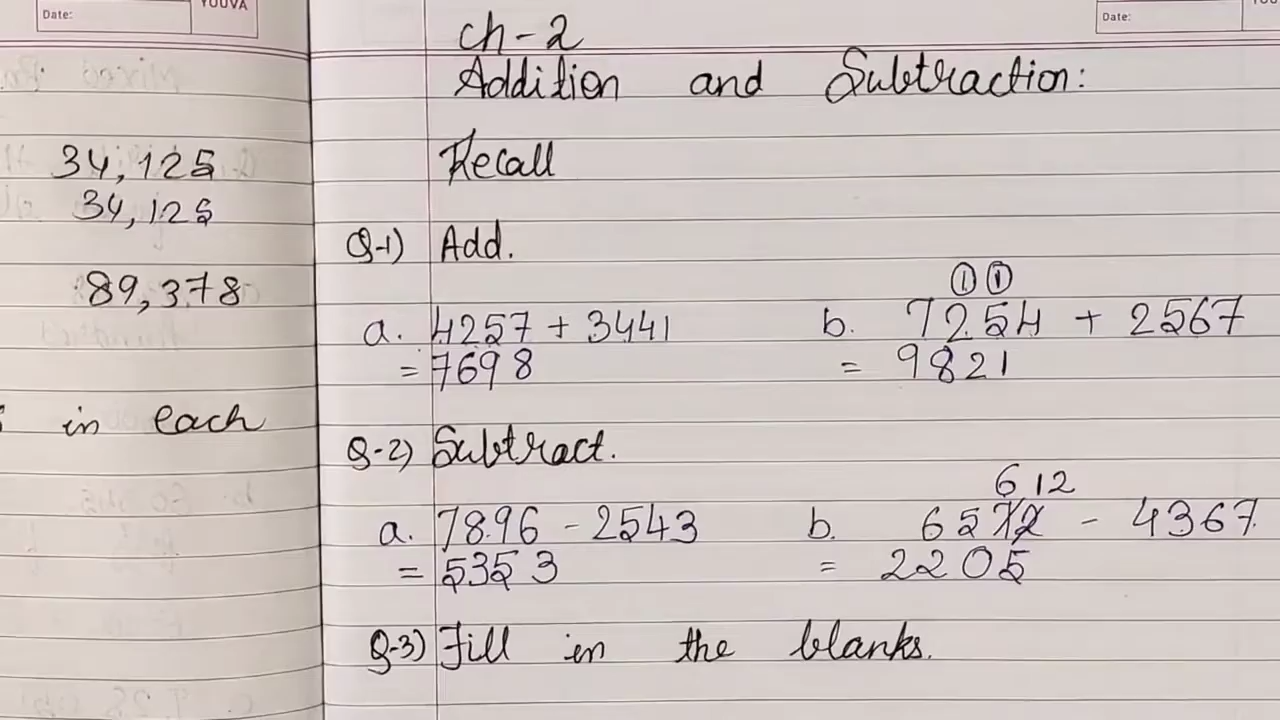 Date:
YOUVA
34,125
34,125
89,378
in each
Date:
Ch-2
Addition and Subtraction:
Recall
Q-1) Add.
a. 4257 + 3441
= 7698
1 1
b. 7254 + 2567
= 9821
Q-2) Subtract.
a. 7896 - 2543
= 5353
6 12
b. 6572 - 4367
= 2205
Q-3) Fill in the blanks.